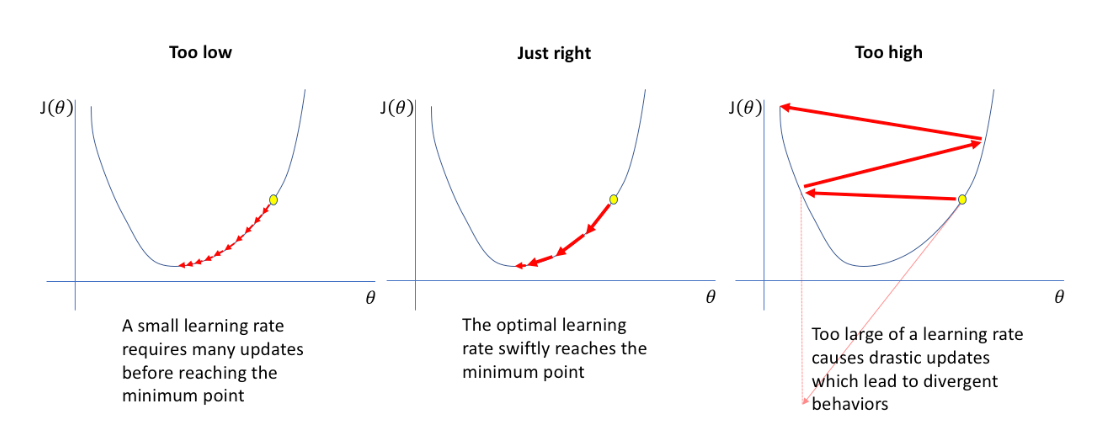 Too low
J(θ)
θ
A small learning rate
requires many updates
before reaching the
minimum point
Just right
J(θ)
θ
The optimal learning
rate swiftly reaches the
minimum point
Too high
J(θ)
θ
Too large of a learning rate
causes drastic updates
which lead to divergent
behaviors